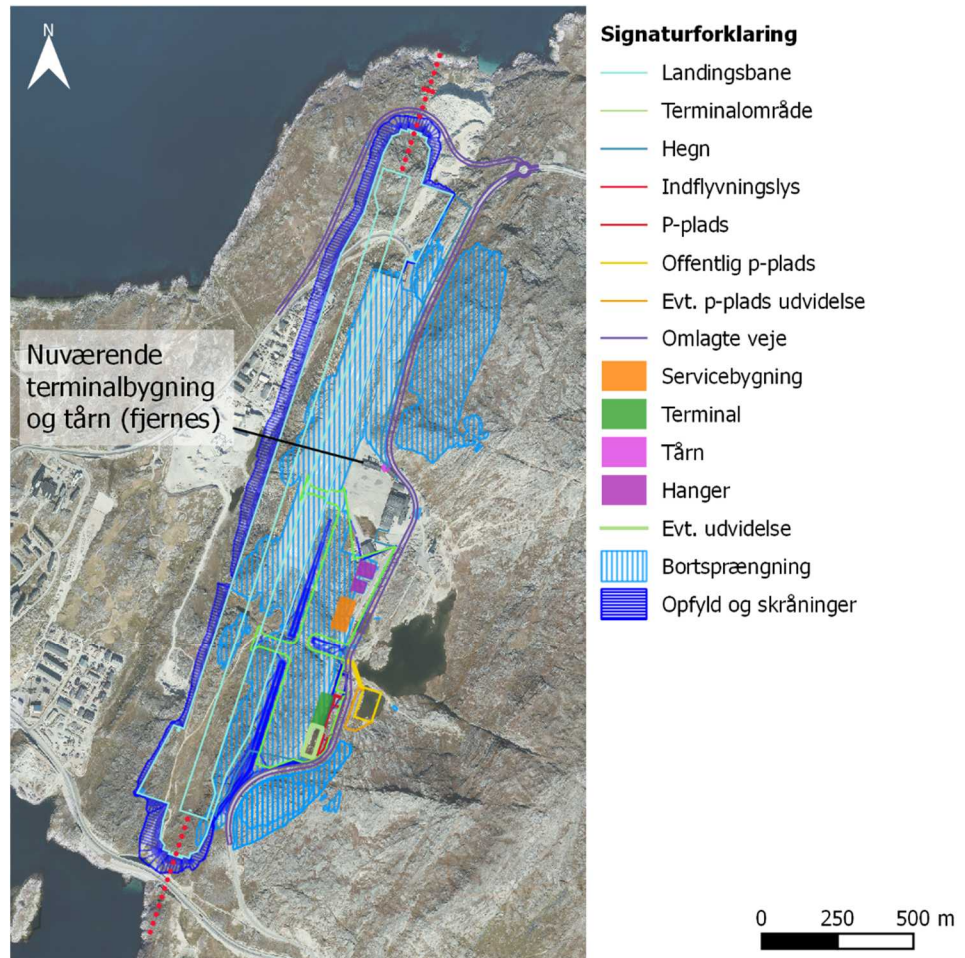 N
Nuværende
terminalbygning
og tårn (fjernes)
Signaturforklaring
Landingsbane
Terminalområde
Hegn
Indflyvningslys
P-plads
Offentlig p-plads
Evt. p-plads udvidelse
Omlagte veje
Servicebygning
Terminal
Tårn
Hanger
Evt. udvidelse
Bortsprængning
Opfyld og skråninger
0 250 500 m